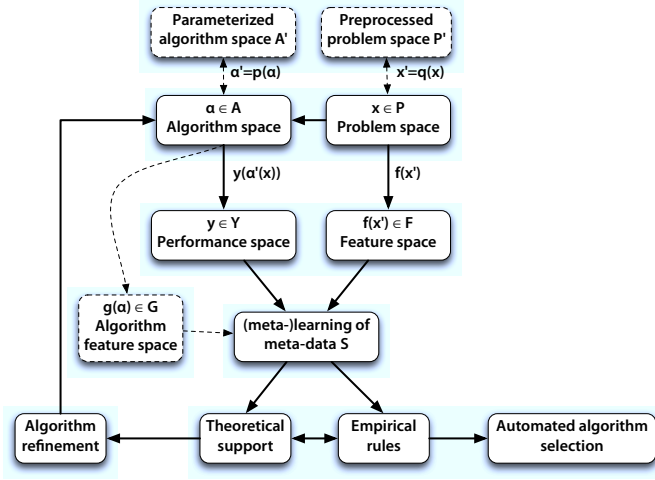 Parameterized
algorithm space A'
Preprocessed
problem space P'
α'=p(α)
x'=q(x)
α ∈ A
Algorithm space
x ∈ P
Problem space
y(α'(x))
f(x')
y ∈ Y
Performance space
f(x') ∈ F
Feature space
g(α) ∈ G
Algorithm
feature space
(meta-)learning of
meta-data S
Algorithm
refinement
Theoretical
support
Empirical
rules
Automated algorithm
selection